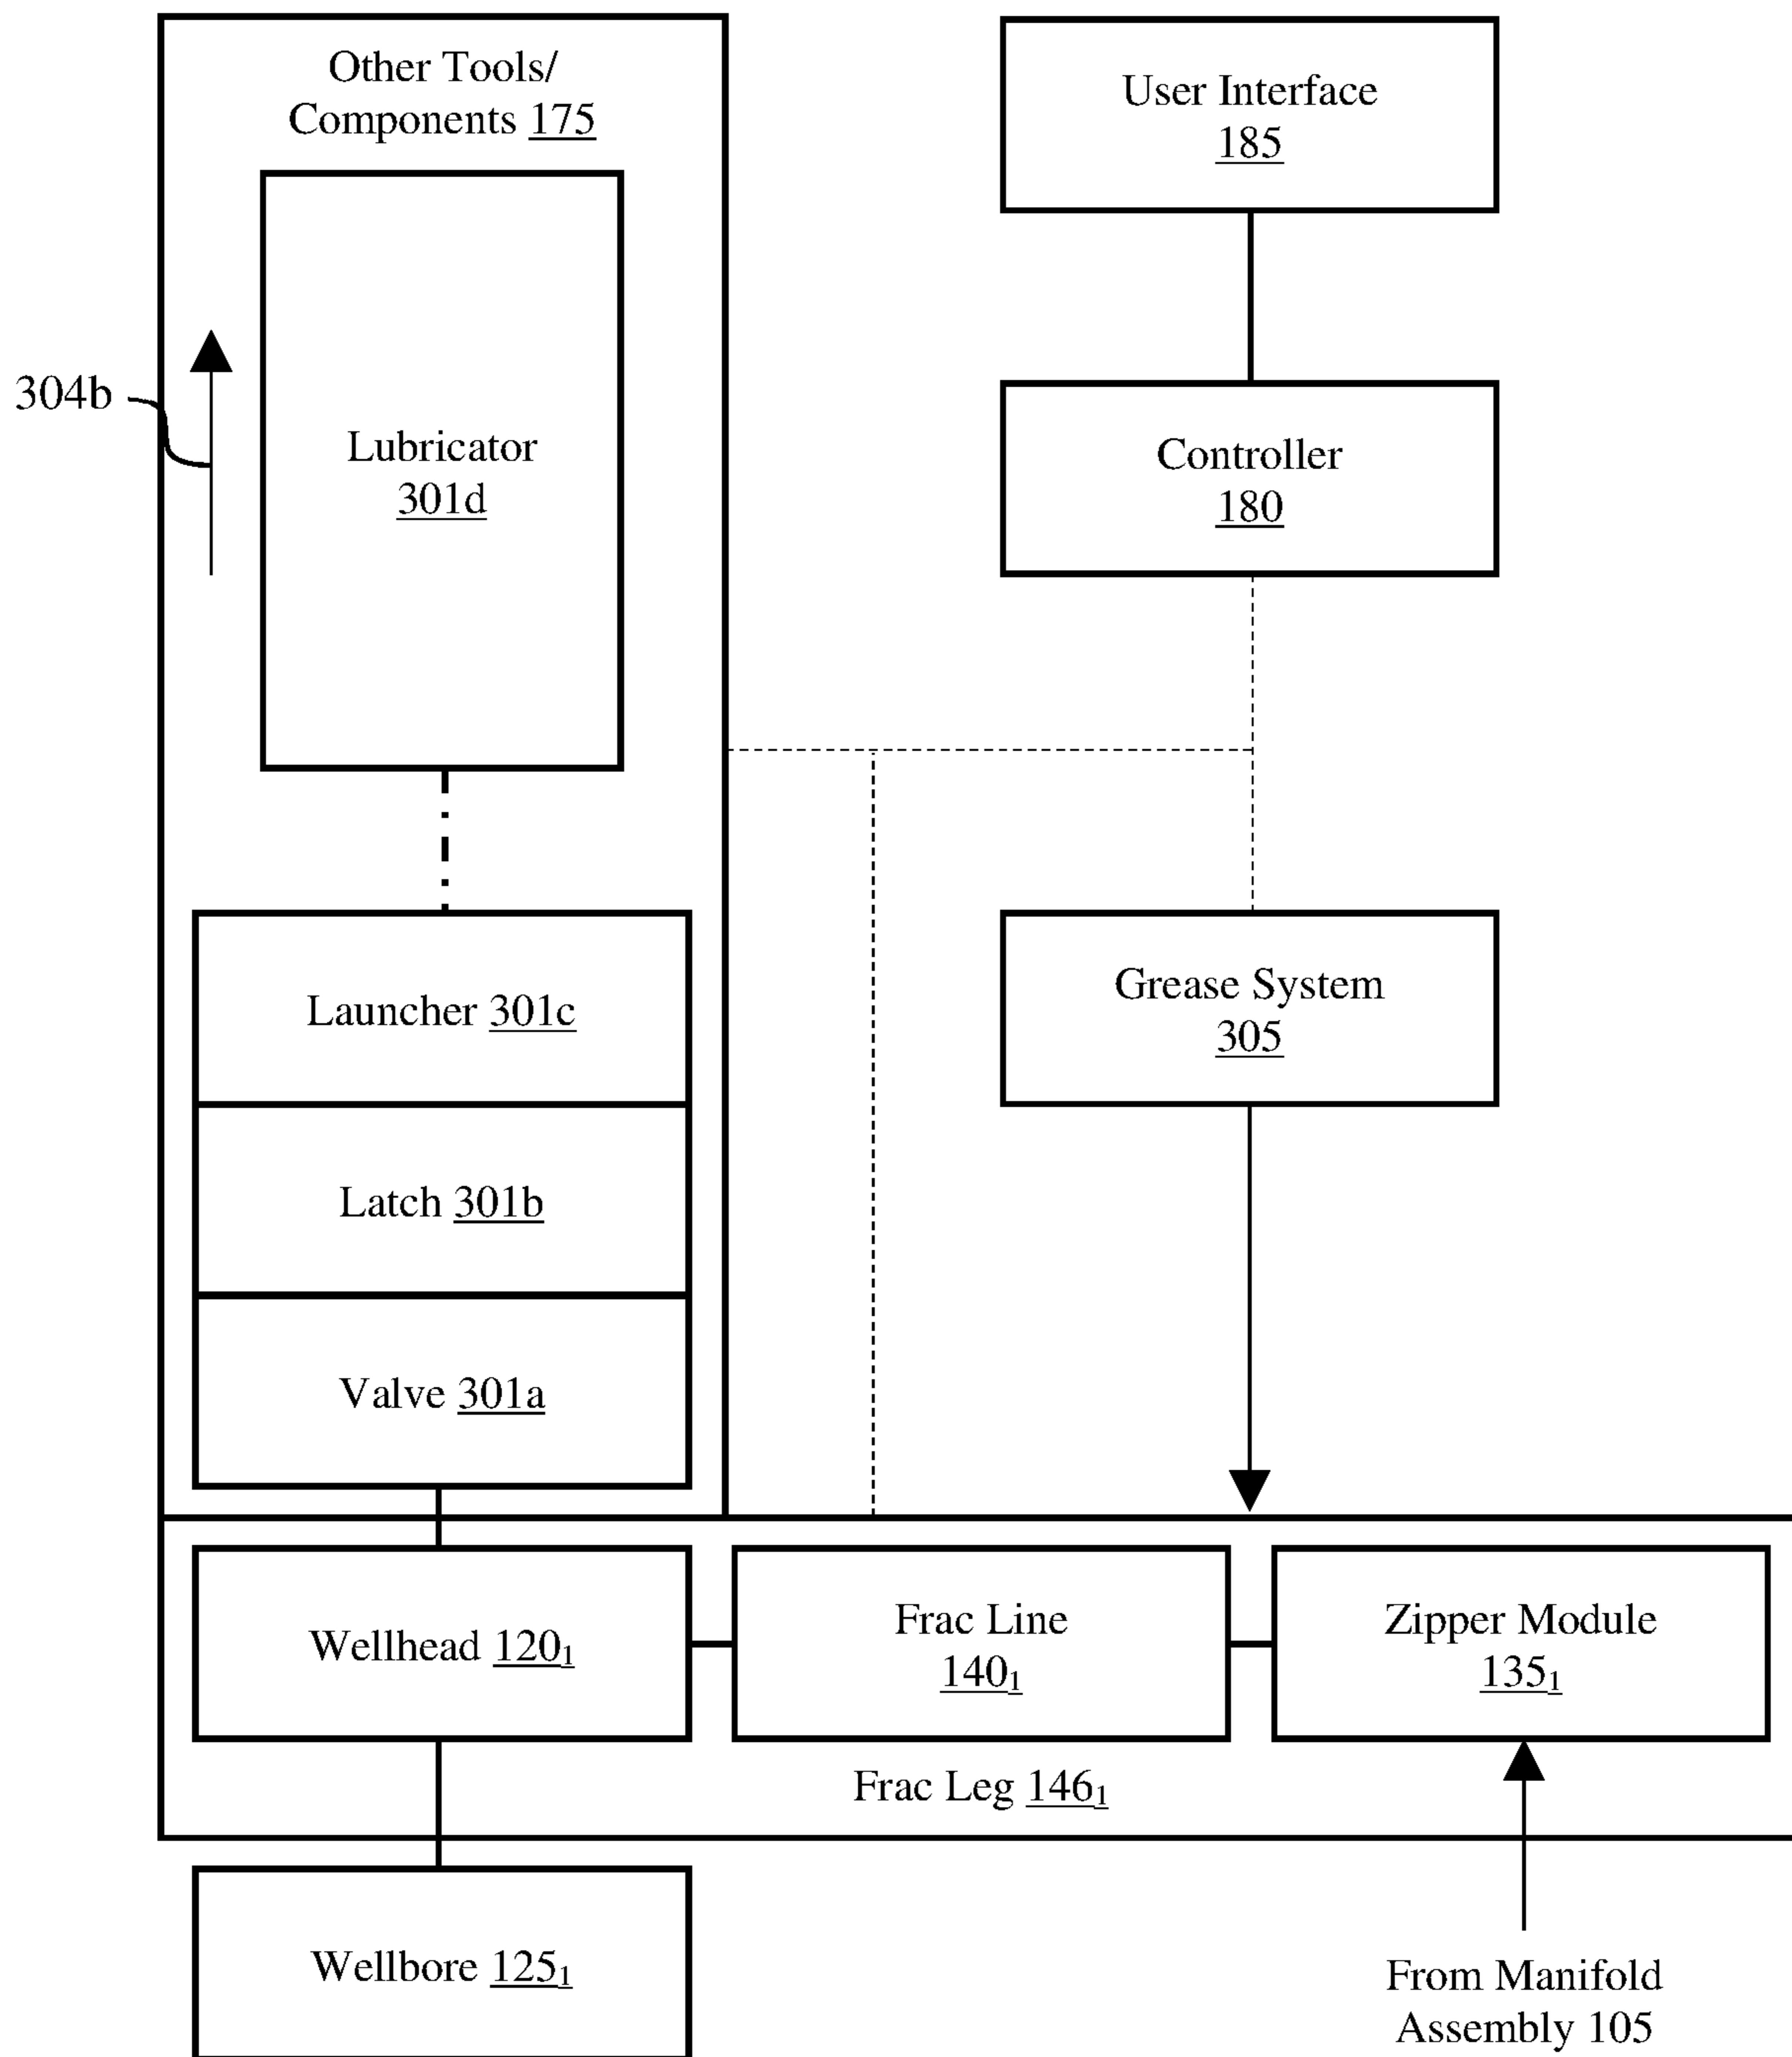 Other Tools/
Components 175
User Interface
185
304b
Lubricator
301d
Controller
180
Launcher 301c
Grease System
305
Latch 301b
Valve 301a
Wellhead 120₁
Frac Line
140₁
Zipper Module
135₁
Frac Leg 146₁
Wellbore 125₁
From Manifold
Assembly 105